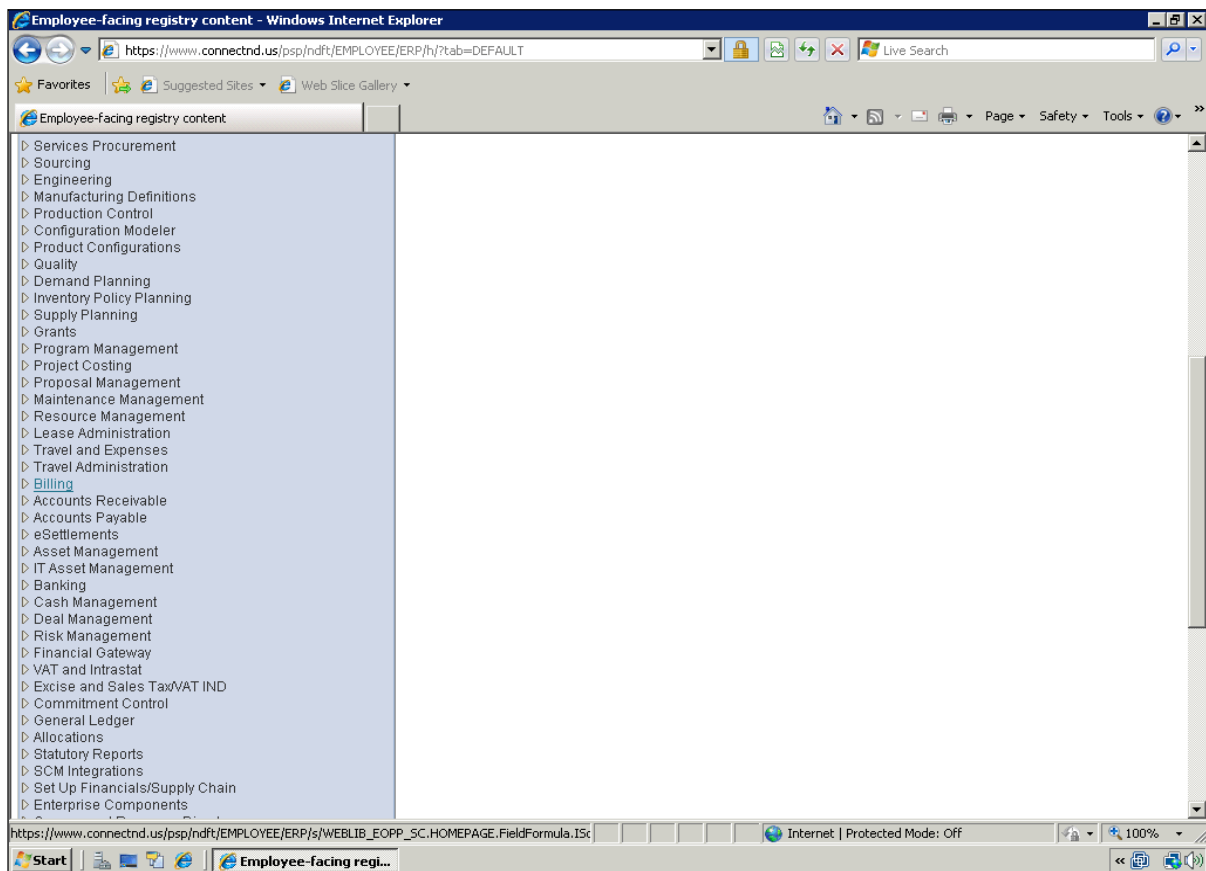 Employee-facing registry content - Windows Internet Explorer
https://www.connectnd.us/psp/ndft/EMPLOYEE/ERP/h/?tab=DEFAULT
Live Search
Favorites
Suggested Sites
Web Slice Gallery
Employee-facing registry content
Page
Safety
Tools
»
Services Procurement
Sourcing
Engineering
Manufacturing Definitions
Production Control
Configuration Modeler
Product Configurations
Quality
Demand Planning
Inventory Policy Planning
Supply Planning
Grants
Program Management
Project Costing
Proposal Management
Maintenance Management
Resource Management
Lease Administration
Travel and Expenses
Travel Administration
Billing
Accounts Receivable
Accounts Payable
eSettlements
Asset Management
IT Asset Management
Banking
Cash Management
Deal Management
Risk Management
Financial Gateway
VAT and Intrastat
Excise and Sales Tax/VAT IND
Commitment Control
General Ledger
Allocations
Statutory Reports
SCM Integrations
Set Up Financials/Supply Chain
Enterprise Components
https://www.connectnd.us/psp/ndft/EMPLOYEE/ERP/s/WEBLIB_EOPP_SC.HOMEPAGE.FieldFormula.ISc
Internet | Protected Mode: Off
100%
Start
Employee-facing regi...
«